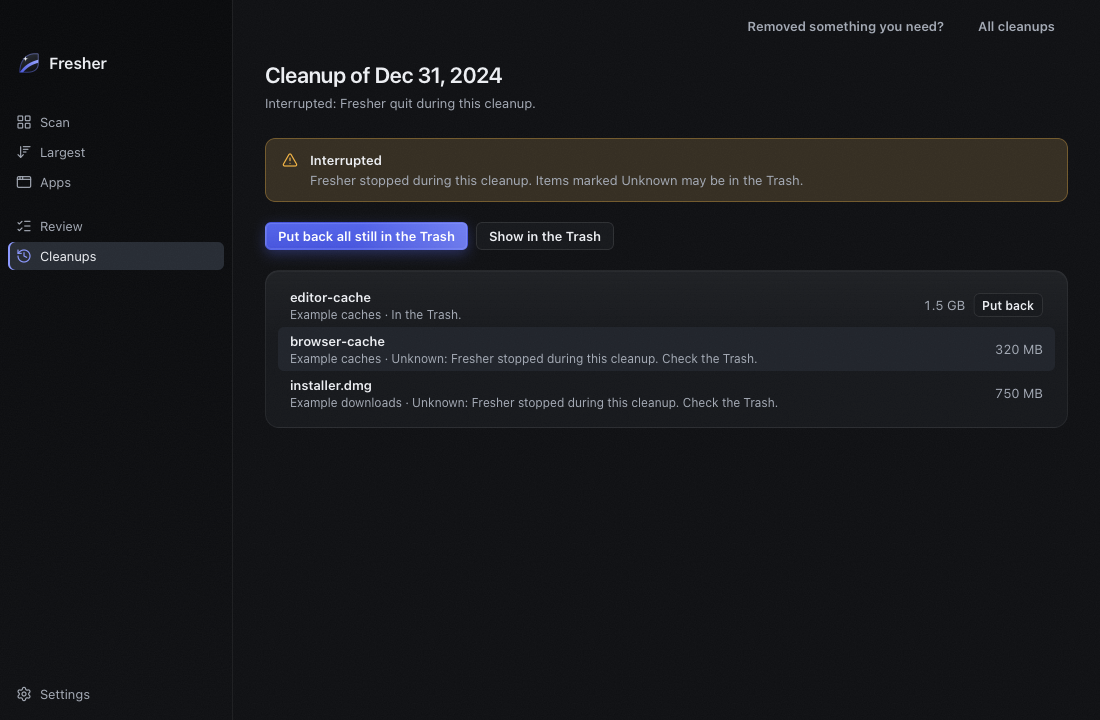 Removed something you need?
All cleanups
Fresher
Scan
Largest
Apps
Review
Cleanups
Settings
Cleanup of Dec 31, 2024
Interrupted: Fresher quit during this cleanup.
Interrupted
Fresher stopped during this cleanup. Items marked Unknown may be in the Trash.
Put back all still in the Trash
Show in the Trash
editor-cache
Example caches · In the Trash.
1.5 GB
Put back
browser-cache
Example caches · Unknown: Fresher stopped during this cleanup. Check the Trash.
320 MB
installer.dmg
Example downloads · Unknown: Fresher stopped during this cleanup. Check the Trash.
750 MB